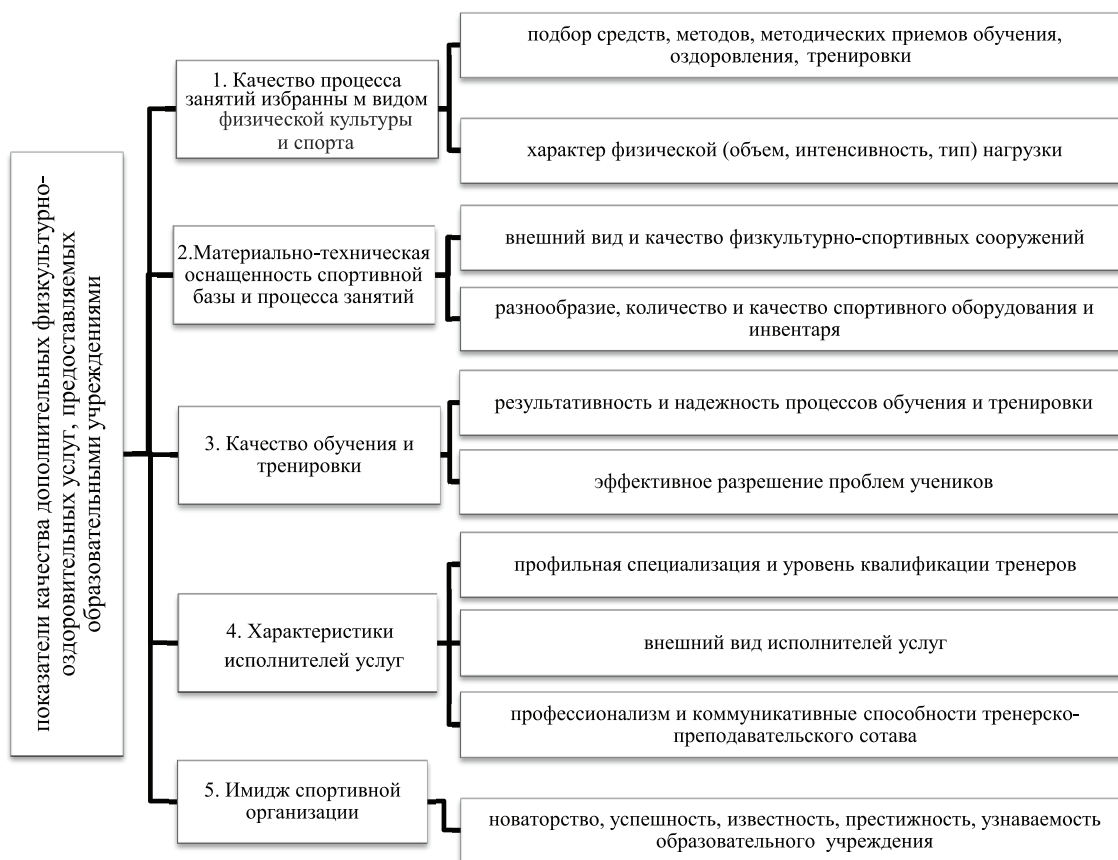 показатели качества дополнительных физкультурно-
оздоровительных услуг, предоставляемых
образовательными учреждениями
1. Качество процесса
занятий избранны м видом
физической культуры
и спорта
подбор средств, методов, методических приемов обучения,
оздоровления, тренировки
характер физической (объем, интенсивность, тип) нагрузки
2.Материально-техническая
оснащенность спортивной
базы и процесса занятий
внешний вид и качество физкультурно-спортивных сооружений
разнообразие, количество и качество спортивного оборудования и
инвентаря
3. Качество обучения и
тренировки
результативность и надежность процессов обучения и тренировки
эффективное разрешение проблем учеников
4. Характеристики
исполнителей услуг
профильная специализация и уровень квалификации тренеров
внешний вид исполнителей услуг
профессионализм и коммуникативные способности тренерско-
преподавательского сотава
5. Имидж спортивной
организации
новаторство, успешность, известность, престижность, узнаваемость
образовательного учреждения